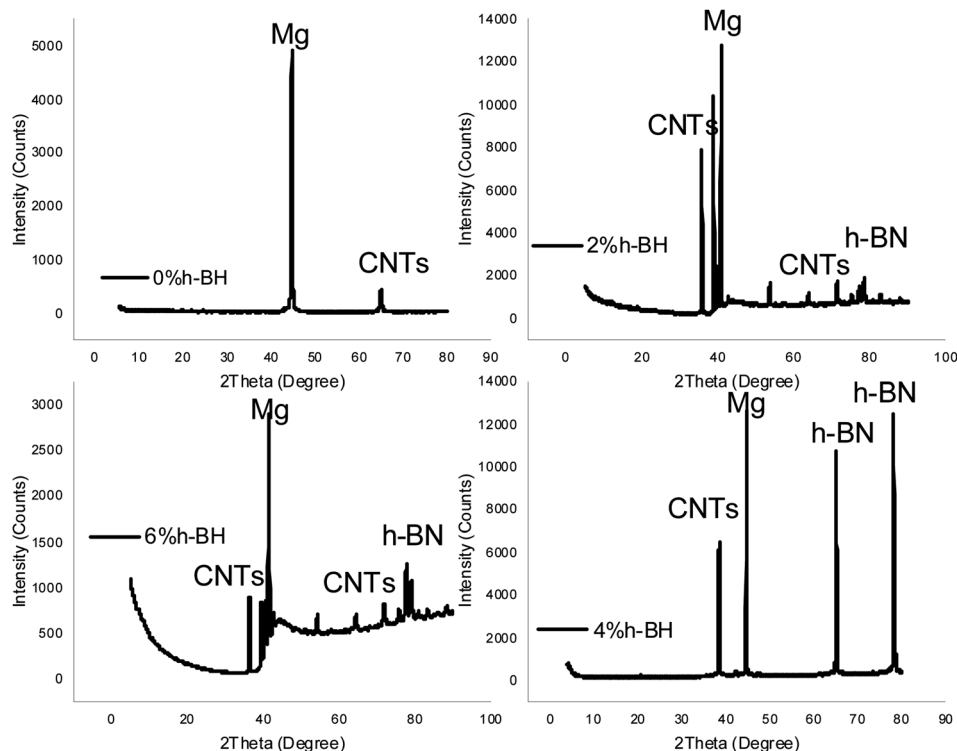 Mg
5000
4000
3000
2000
1000
0
Intensity (Counts)
0%h-BH
CNTs
0 10 20 30 40 50 60 70 80 90
2Theta (Degree)
Mg
14000
12000
10000
8000
6000
4000
2000
0
Intensity (Counts)
CNTs
2%h-BH
CNTs
h-BN
0 20 40 60 80 100
2Theta (Degree)
Mg
3000
2500
2000
1500
1000
500
0
Intensity (Counts)
6%h-BH
CNTs
CNTs
h-BN
0 20 40 60 80 100
2Theta (Degree)
14000
12000
10000
8000
6000
4000
2000
0
Intensity (Counts)
Mg
h-BN
h-BN
CNTs
4%h-BH
0 10 20 30 40 50 60 70 80 90
2Theta (Degree)